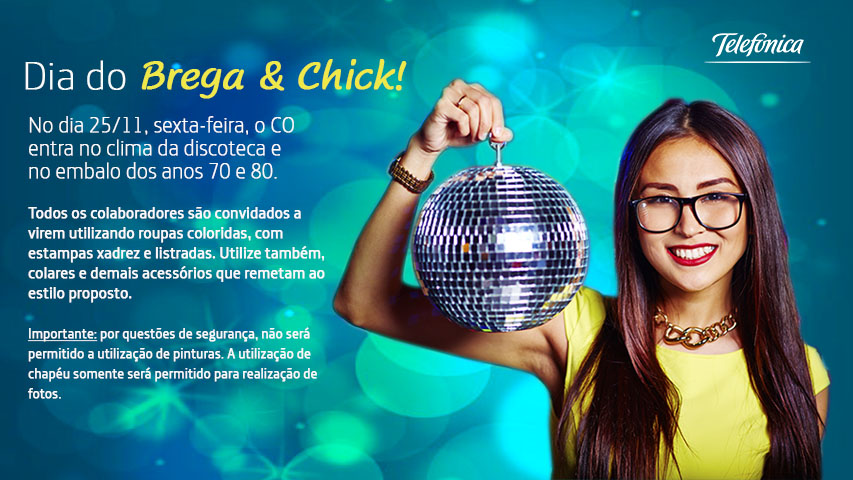 Telefónica
Dia do Brega & Chick!
No dia 25/11, sexta-feira, o CO
entra no clima da discoteca e
no embalo dos anos 70 e 80.
Todos os colaboradores são convidados a
virem utilizando roupas coloridas, com
estampas xadrez e listradas. Utilize também,
colares e demais acessórios que remetam ao
estilo proposto.
Importante: por questões de segurança, não será
permitido a utilização de pinturas. A utilização de
chapéu somente será permitido para realização de
fotos.